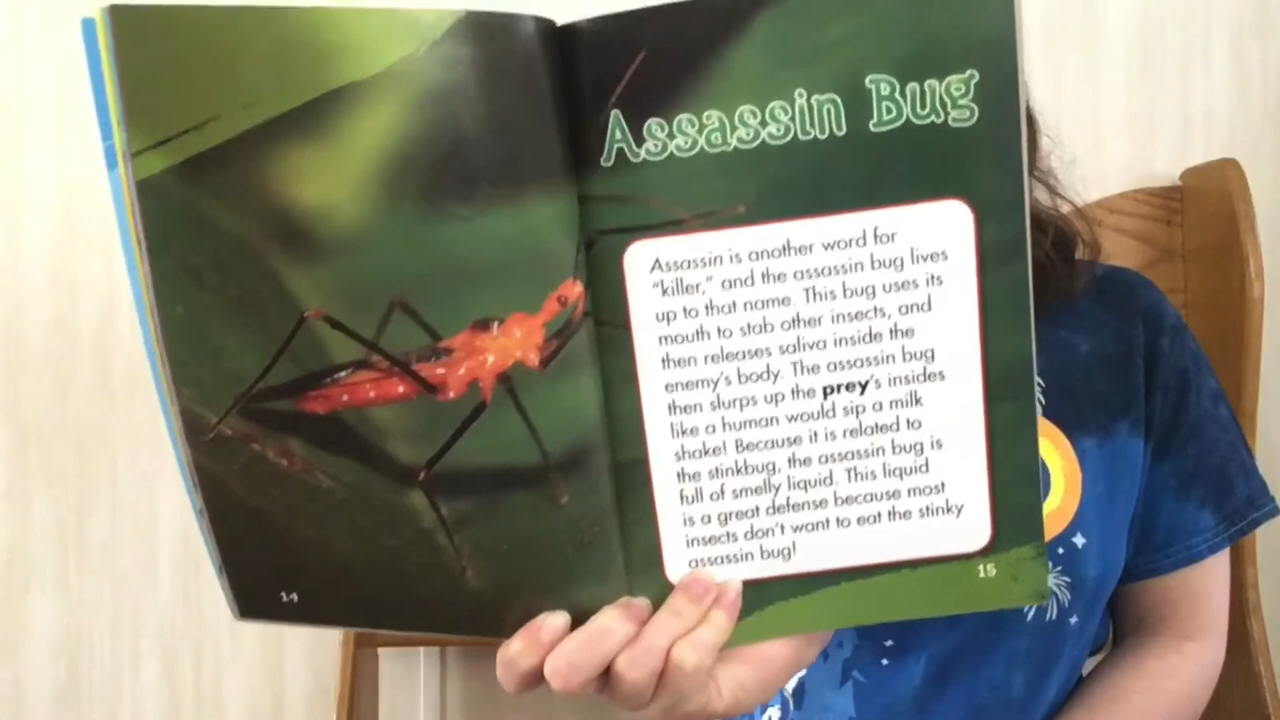 Assassin Bug
Assassin is another word for
"killer," and the assassin bug lives
up to that name. This bug uses its
mouth to stab other insects, and
then releases saliva inside the
enemy's body. The assassin bug
then slurps up the prey's insides
like a human would sip a milk
shake! Because it is related to
the stinkbug, the assassin bug is
full of smelly liquid. This liquid
is a great defense because most
insects don't want to eat the stinky
assassin bug!
14
15